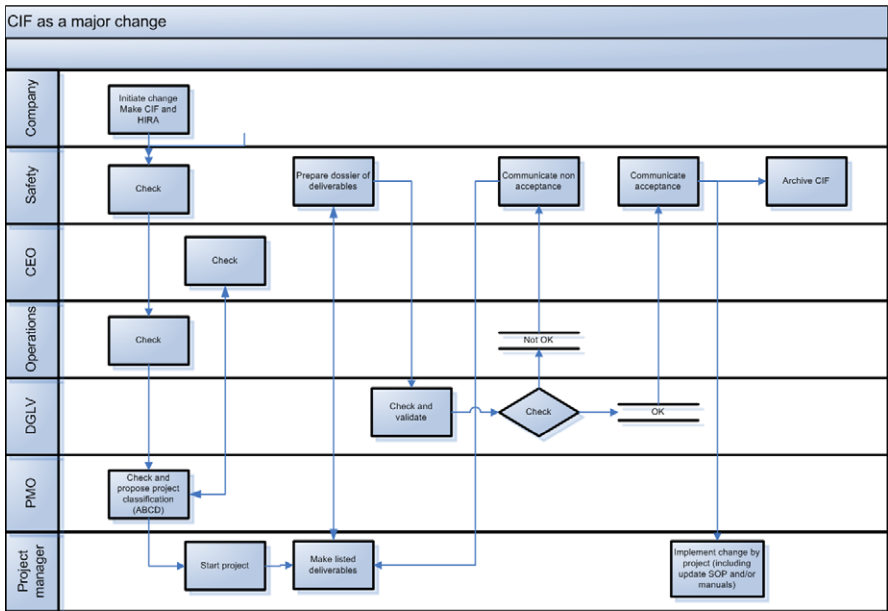 CIF as a major change
Company
Initiate change
Make CIF and
HIRA
Safety
Check
Prepare dossier of
deliverables
Communicate non
acceptance
Communicate
acceptance
Archive CIF
CEO
Check
Operations
Check
Not OK
DGLV
Check and
validate
Check
OK
PMO
Check and
propose project
classification
(ABCD)
Project
manager
Start project
Make listed
deliverables
Implement change by
project (including
update SOP and/or
manuals)